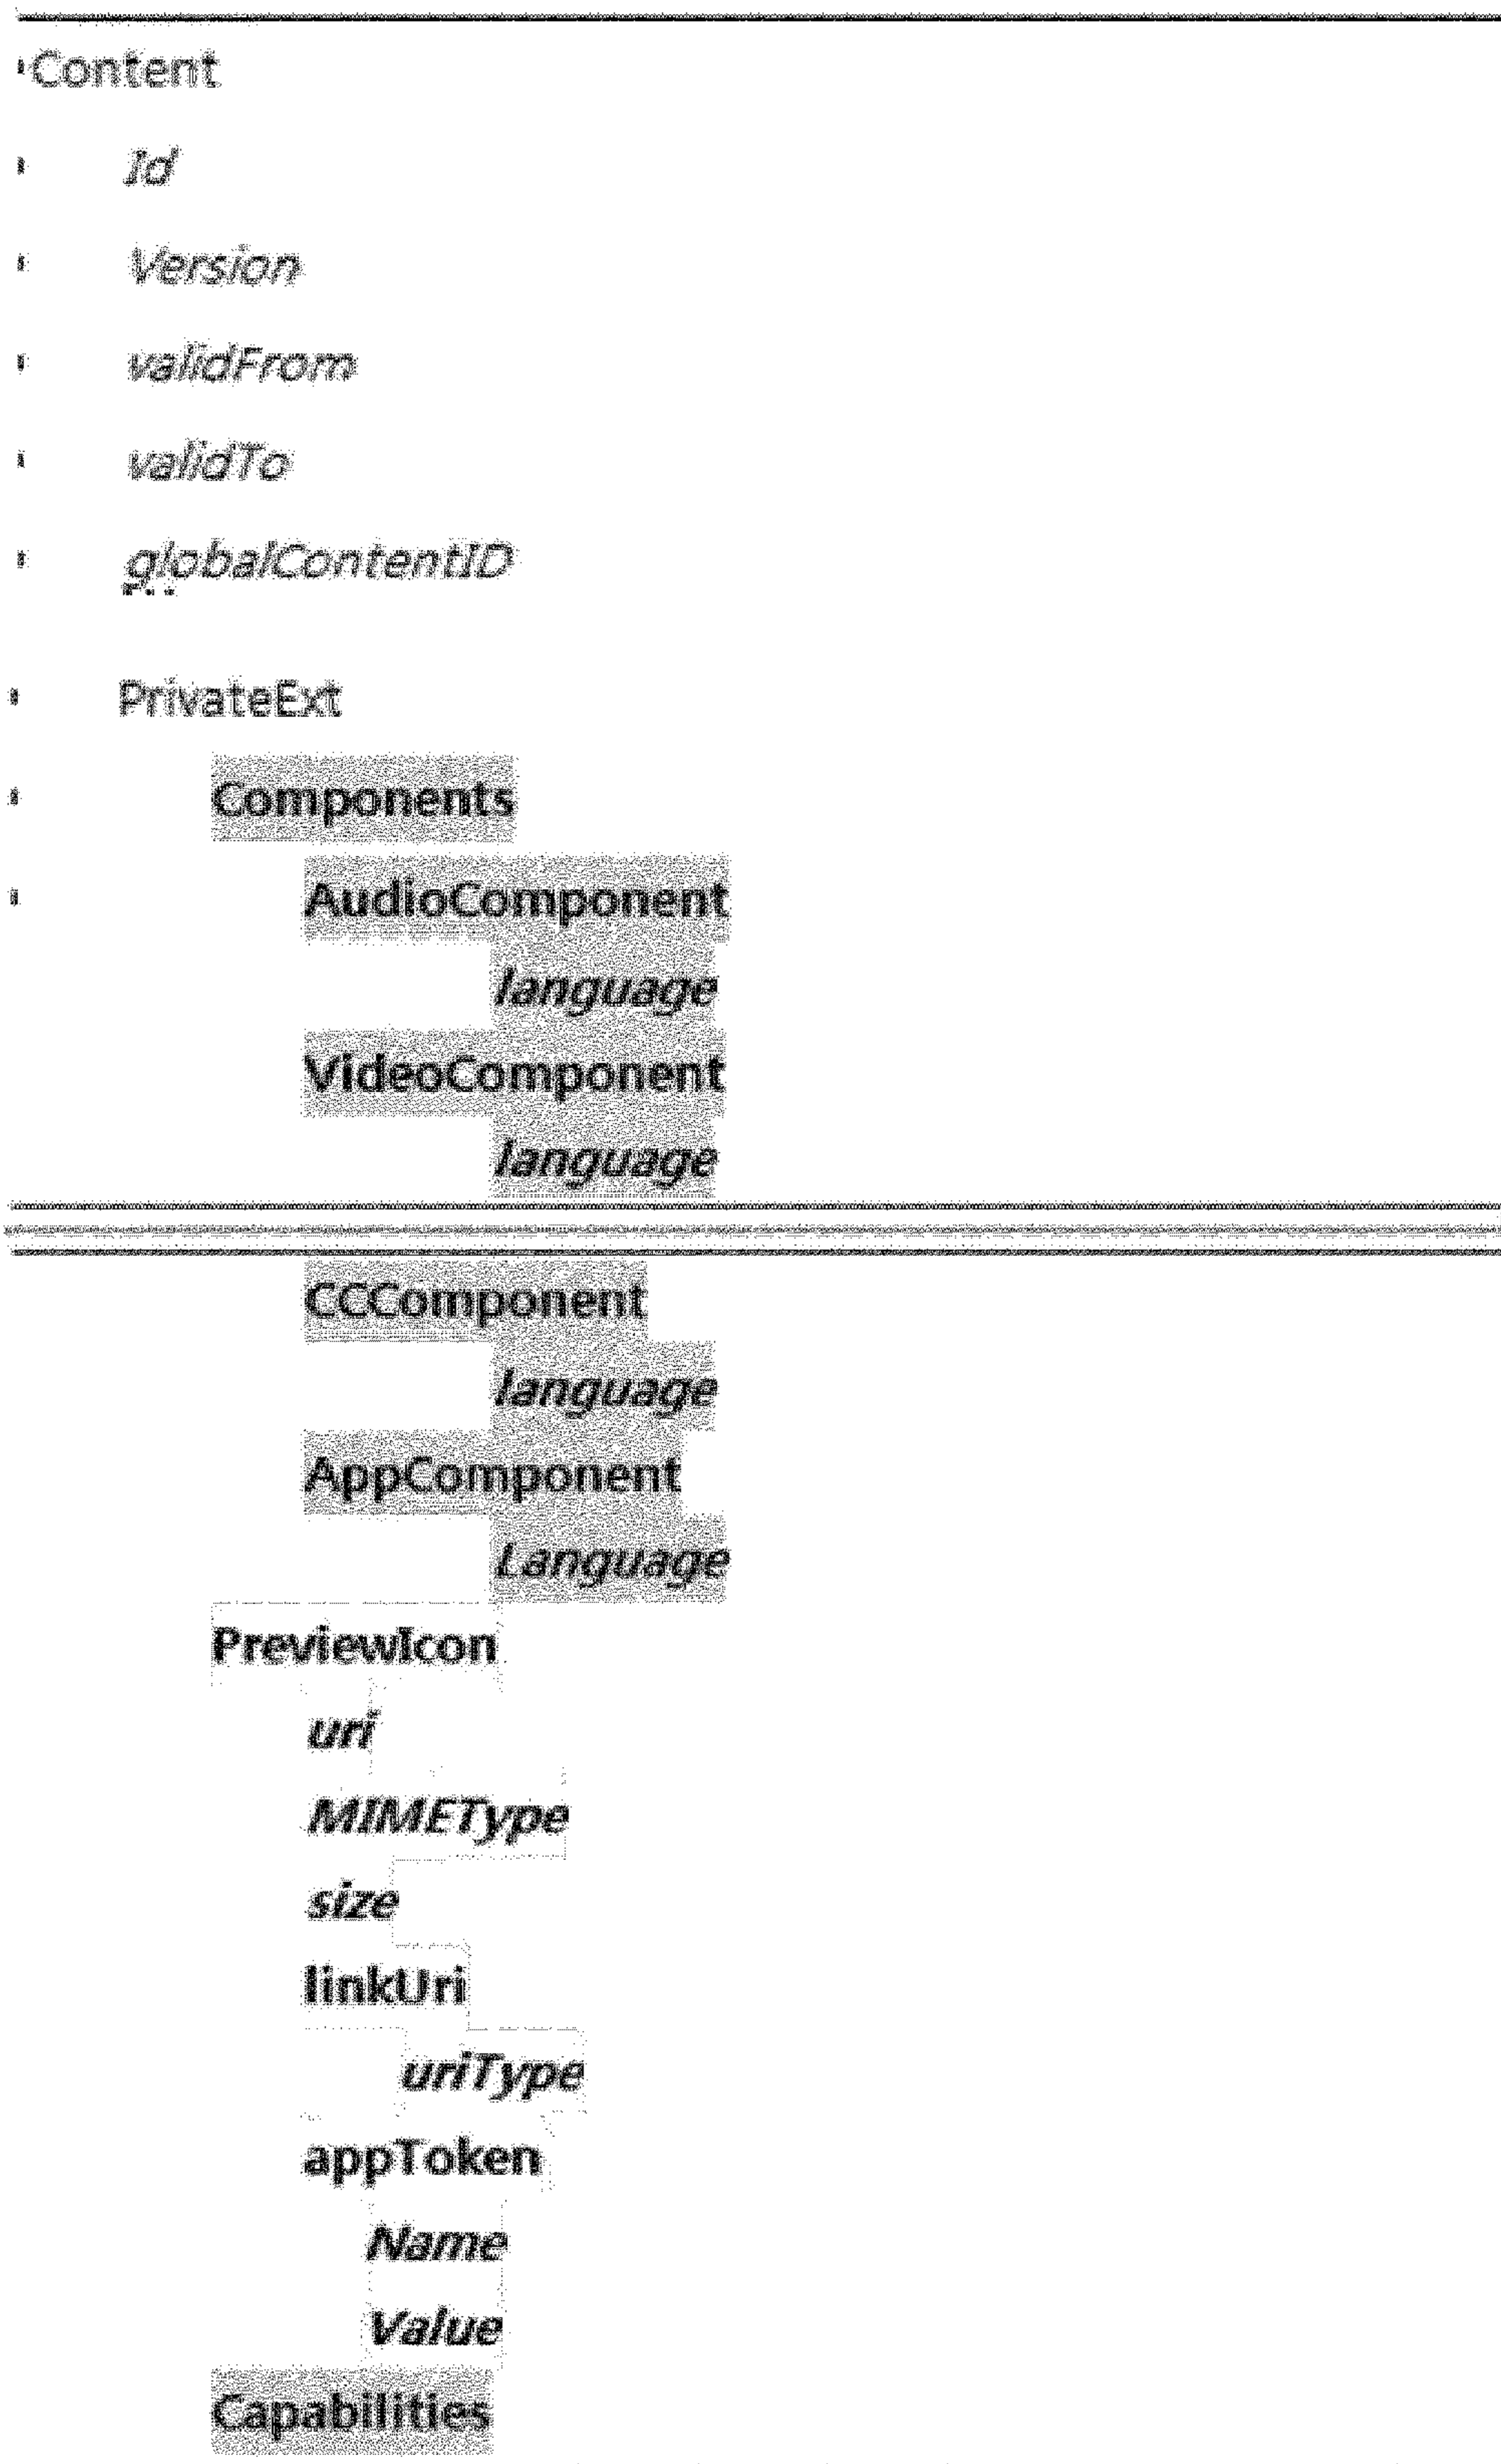 Content
Id
Version
validFrom
validTo
globalContentID
...
PrivateExt
Components
AudioComponent
language
VideoComponent
language
CCComponent
language
AppComponent
Language
PreviewIcon
uri
MIMEType
size
linkUri
uriType
appToken
Name
Value
Capabilities